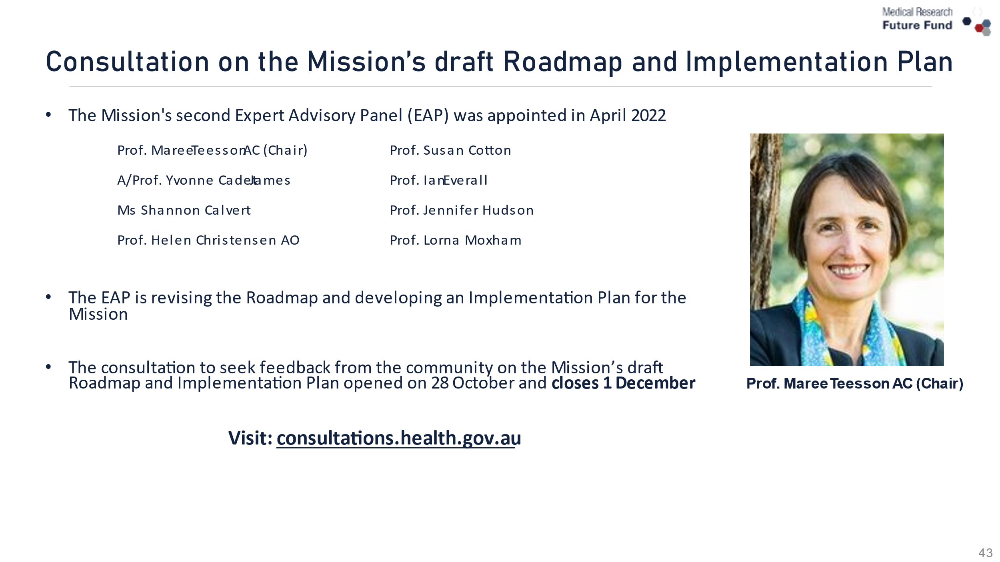 Medical Research
Future Fund
Consultation on the Mission’s draft Roadmap and Implementation Plan
• The Mission's second Expert Advisory Panel (EAP) was appointed in April 2022
Prof. Maree Teesson AC (Chair)
Prof. Susan Cotton
A/Prof. Yvonne Cadet James
Prof. Ian Everall
Ms Shannon Calvert
Prof. Jennifer Hudson
Prof. Helen Christensen AO
Prof. Lorna Moxham
• The EAP is revising the Roadmap and developing an Implementation Plan for the
Mission
• The consultation to seek feedback from the community on the Mission’s draft
Roadmap and Implementation Plan opened on 28 October and closes 1 December
Prof. Maree Teesson AC (Chair)
Visit: consultations.health.gov.au
43